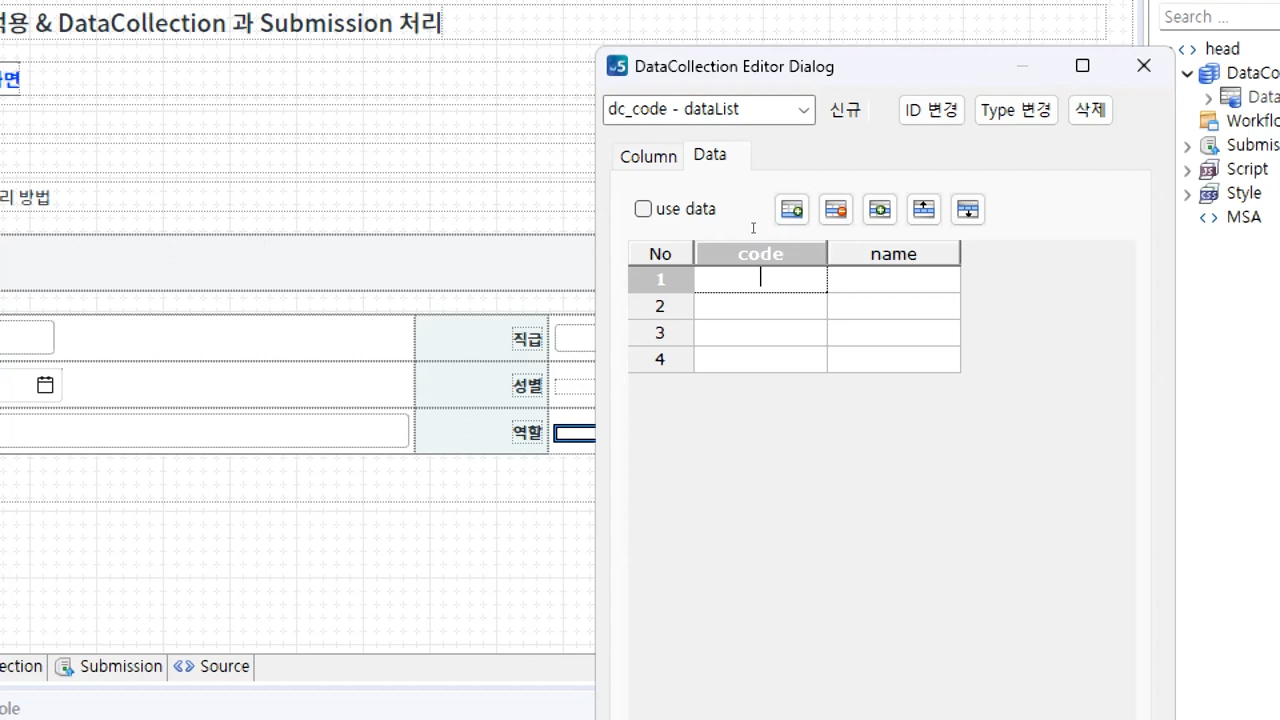 적용 & DataCollection 과 Submission 처리
화면
리 방법
직급
성별
역할
ection
Submission
Source
ole
DataCollection Editor Dialog
dc_code - dataList
신규
ID 변경
Type 변경
삭제
Column
Data
use data
No
code
name
1
2
3
4
Search ...
head
DataCo
Data
Workflo
Submis
Script
Style
MSA